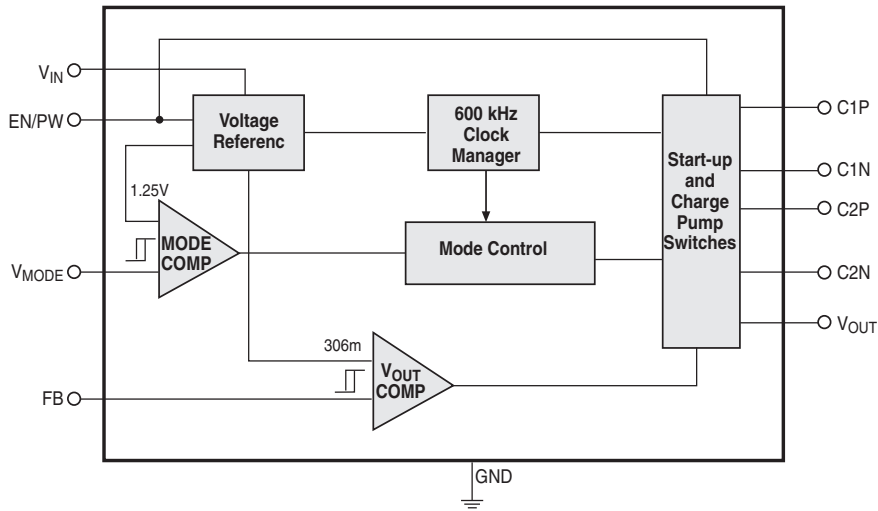 VIN
EN/PW
VMODE
FB
Voltage
Referenc
600 kHz
Clock
Manager
Start-up
and
Charge
Pump
Switches
1.25V
MODE
COMP
Mode Control
306m
VOUT
COMP
C1P
C1N
C2P
C2N
VOUT
GND